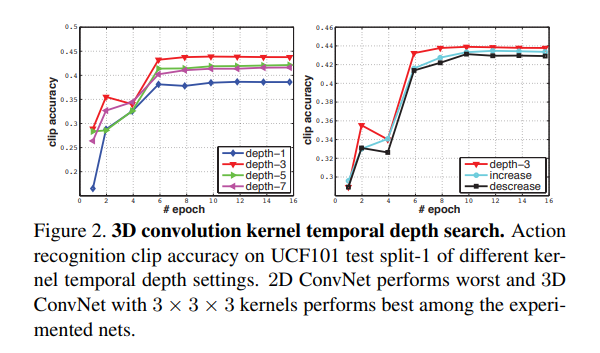 0.5
0.45
0.4
0.35
0.3
0.25
0.2
clip accuracy
0 2 4 6 8 10 12 14 16
# epoch
depth-1
depth-3
depth-5
depth-7
0.46
0.44
0.42
0.4
0.38
0.36
0.34
0.32
0.3
clip accuracy
0 2 4 6 8 10 12 14 16
# epoch
depth-3
increase
descrease
Figure 2. 3D convolution kernel temporal depth search. Action
recognition clip accuracy on UCF101 test split-1 of different ker-
nel temporal depth settings. 2D ConvNet performs worst and 3D
ConvNet with 3 × 3 × 3 kernels performs best among the experi-
mented nets.